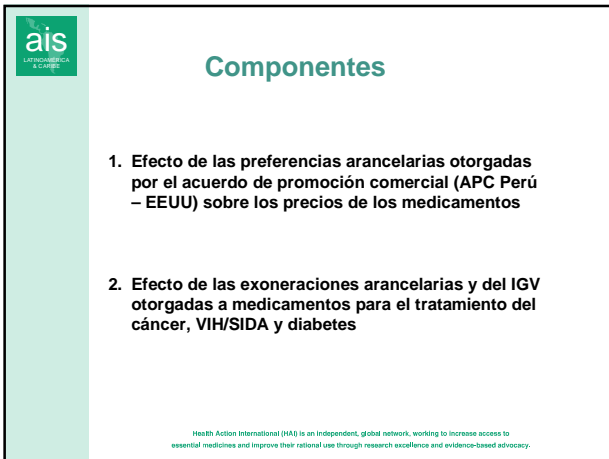 ais
LATINOAMÉRICA
& CARIBE
Componentes
1. Efecto de las preferencias arancelarias otorgadas
por el acuerdo de promoción comercial (APC Perú
– EEUU) sobre los precios de los medicamentos
2. Efecto de las exoneraciones arancelarias y del IGV
otorgadas a medicamentos para el tratamiento del
cáncer, VIH/SIDA y diabetes
Health Action International (HAI) is an independent, global network, working to increase access to
essential medicines and improve their rational use through research excellence and evidence-based advocacy.